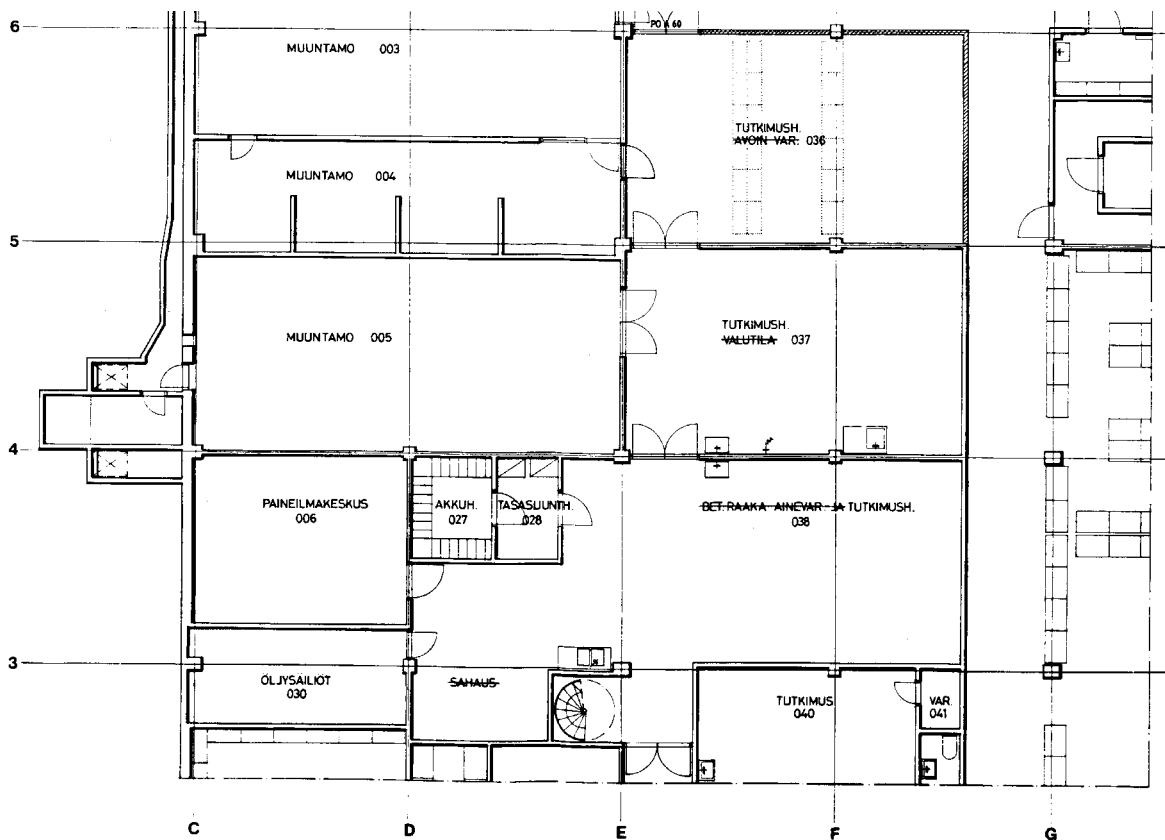 6
PO A 60
MUUNTAMO 003
TUTKIMUSH.
AVOIN VAR. 036
MUUNTAMO 004
5
MUUNTAMO 005
TUTKIMUSH.
VALUTILA 037
4
PAINEILMAKESKUS
006
AKKUH.
027
TASASUUNTH.
028
BET. RAAKA-AINEVAR.- JA TUTKIMUSH.
038
3
ÖLJYSÄILIÖT
030
SAHAUS
TUTKIMUS
040
VAR.
041
C D E F G